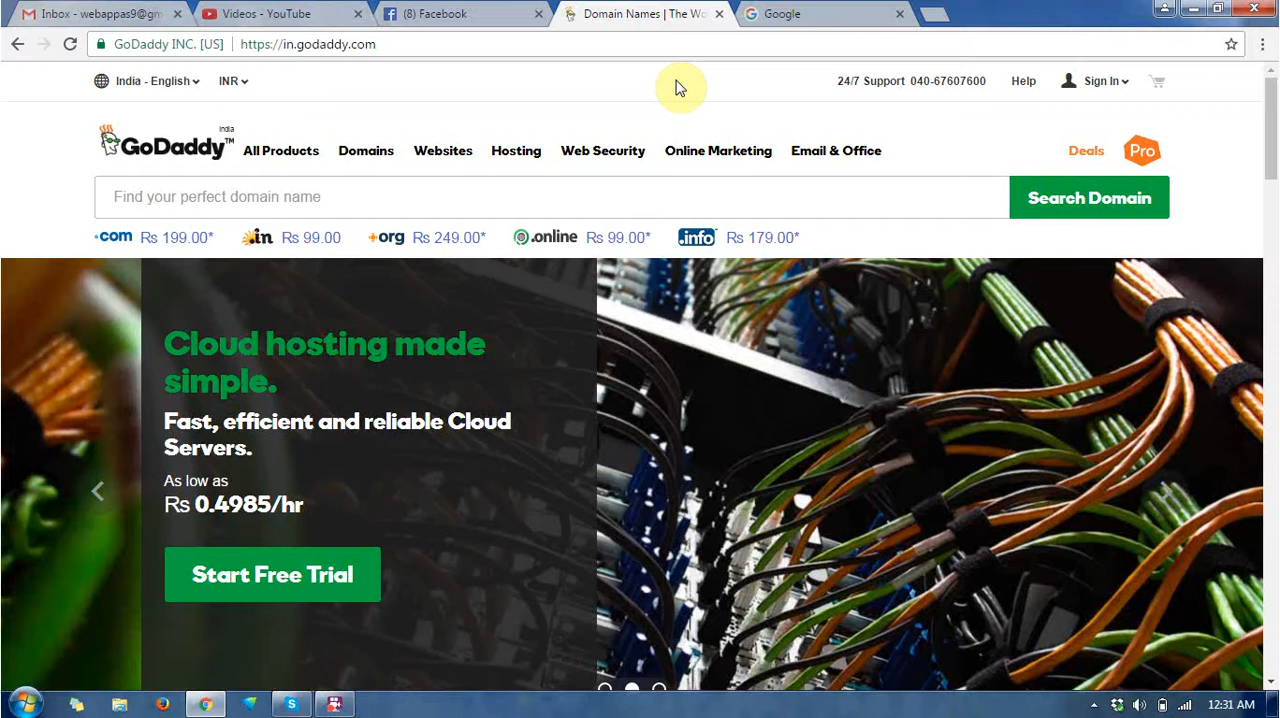 Inbox - webappas9@gm
Videos - YouTube
(8) Facebook
Domain Names | The Wo
Google
GoDaddy INC. [US]
https://in.godaddy.com
India - English
INR
24/7 Support 040-67607600
Help
Sign In
GoDaddy™
India
All Products
Domains
Websites
Hosting
Web Security
Online Marketing
Email & Office
Deals
Pro
Find your perfect domain name
Search Domain
.com Rs 199.00*
.in Rs 99.00
.org Rs 249.00*
.online Rs 99.00*
.info Rs 179.00*
Cloud hosting made
simple.
Fast, efficient and reliable Cloud
Servers.
As low as
Rs 0.4985/hr
Start Free Trial
12:31 AM